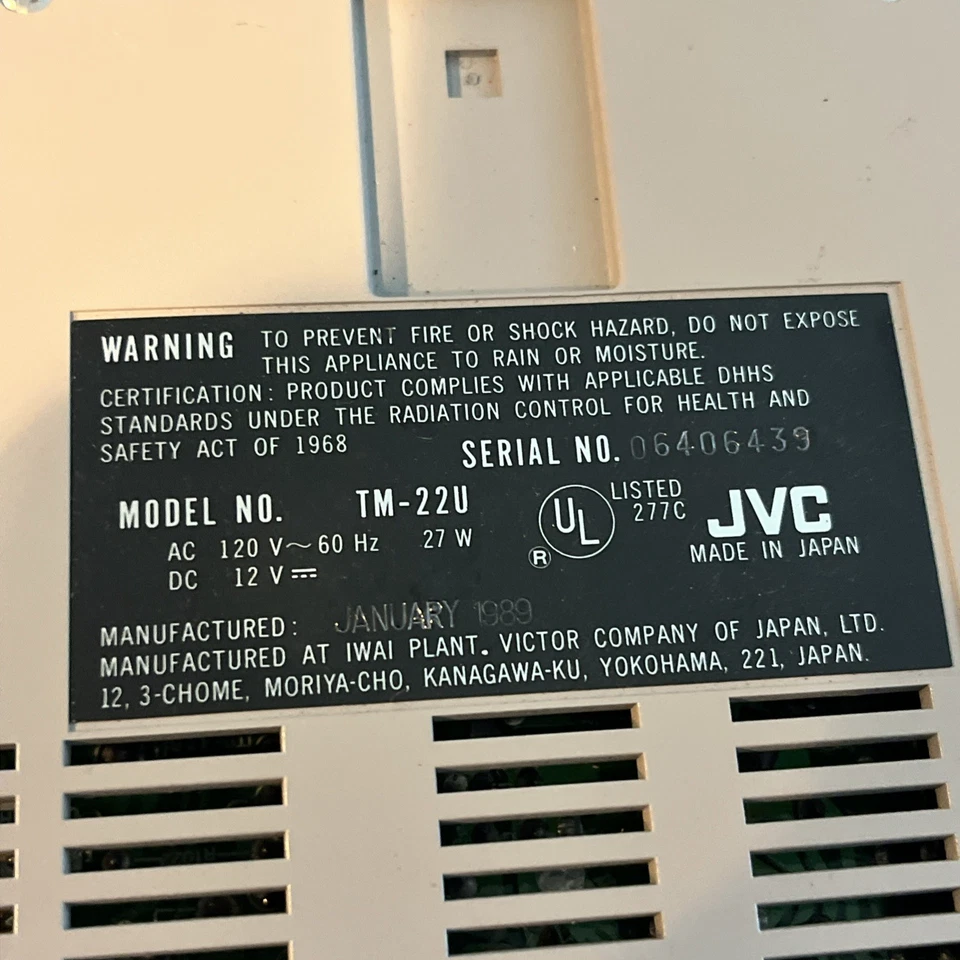 WARNING TO PREVENT FIRE OR SHOCK HAZARD, DO NOT EXPOSE
THIS APPLIANCE TO RAIN OR MOISTURE.
CERTIFICATION: PRODUCT COMPLIES WITH APPLICABLE DHHS
STANDARDS UNDER THE RADIATION CONTROL FOR HEALTH AND
SAFETY ACT OF 1968
SERIAL NO. 06406439
MODEL NO. TM-22U
AC 120 V~60 Hz 27 W
DC 12 V⎓
UL ® LISTED
277C
JVC
MADE IN JAPAN
MANUFACTURED: JANUARY 1989
MANUFACTURED AT IWAI PLANT. VICTOR COMPANY OF JAPAN, LTD.
12, 3-CHOME, MORIYA-CHO, KANAGAWA-KU, YOKOHAMA, 221, JAPAN.